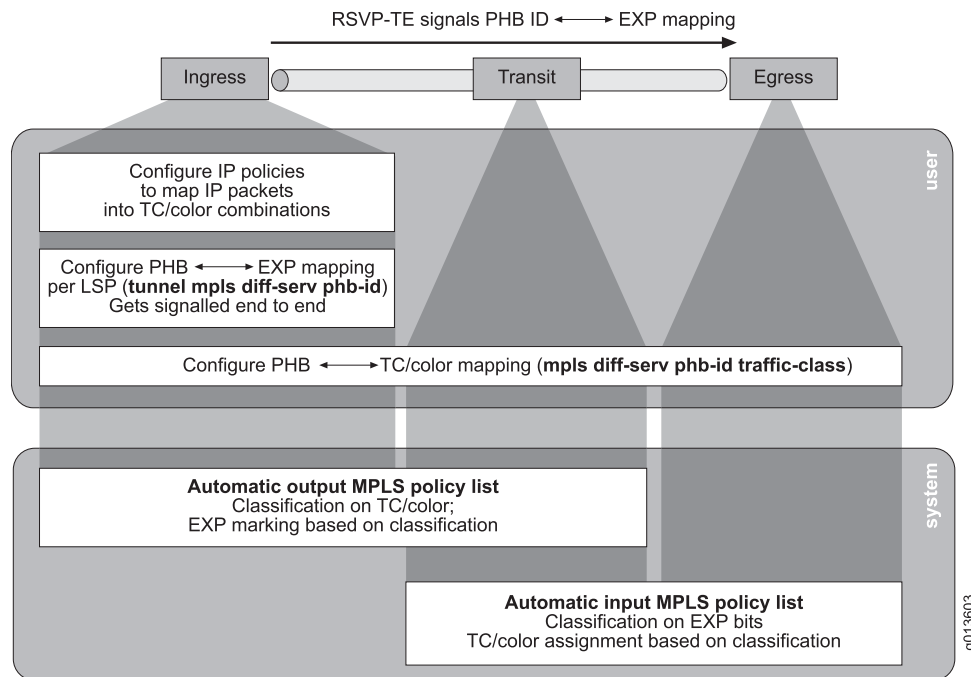 RSVP-TE signals PHB ID ⟷ EXP mapping
Ingress
Transit
Egress
user
Configure IP policies
to map IP packets
into TC/color combinations
Configure PHB ⟷ EXP mapping
per LSP (tunnel mpls diff-serv phb-id)
Gets signalled end to end
Configure PHB ⟷ TC/color mapping (mpls diff-serv phb-id traffic-class)
system
Automatic output MPLS policy list
Classification on TC/color;
EXP marking based on classification
Automatic input MPLS policy list
Classification on EXP bits
TC/color assignment based on classification
g013603